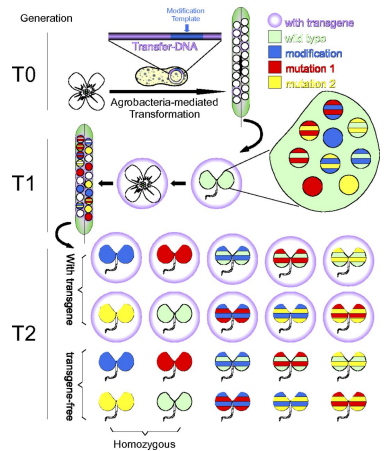 Generation
Modification
Template
Transfer-DNA
with transgene
wild type
modification
mutation 1
mutation 2
T0
Agrobacteria-mediated
Transformation
T1
T2
With transgene
transgene-free
Homozygous